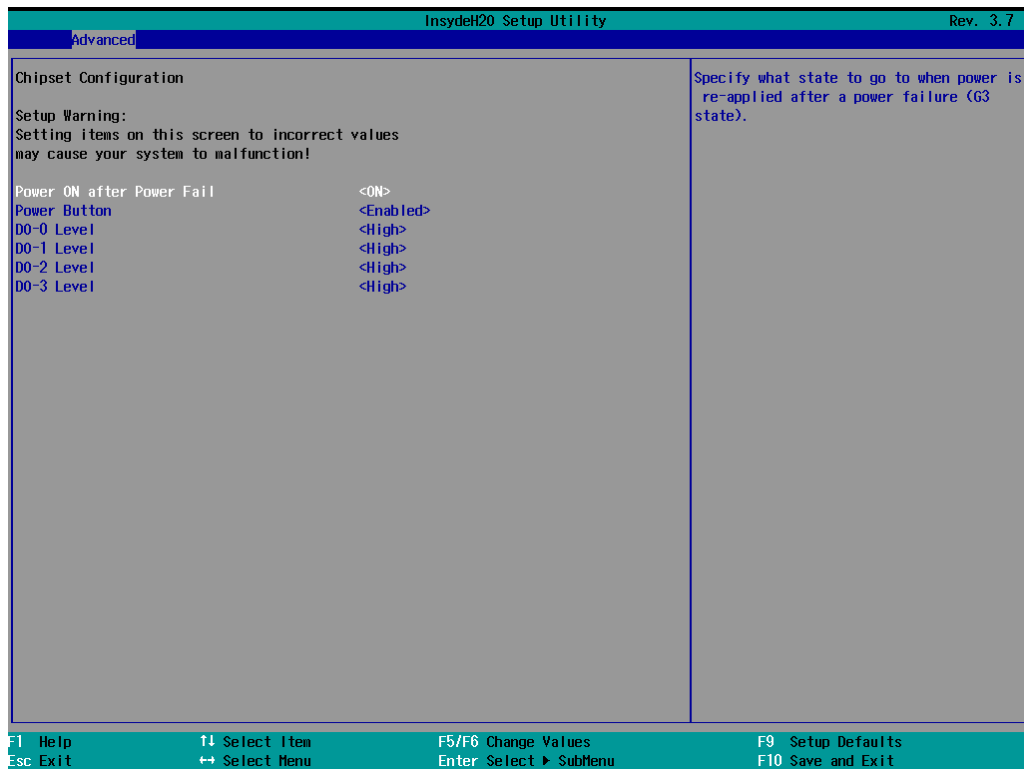 InsydeH20 Setup Utility Rev. 3.7
Advanced
Chipset Configuration
Setup Warning:
Setting items on this screen to incorrect values
may cause your system to malfunction!
Power ON after Power Fail <ON>
Power Button <Enabled>
DO-0 Level <High>
DO-1 Level <High>
DO-2 Level <High>
DO-3 Level <High>
Specify what state to go to when power is
re-applied after a power failure (G3
state).
F1 Help ↑↓ Select Item F5/F6 Change Values F9 Setup Defaults
Esc Exit ↔ Select Menu Enter Select ▶ SubMenu F10 Save and Exit